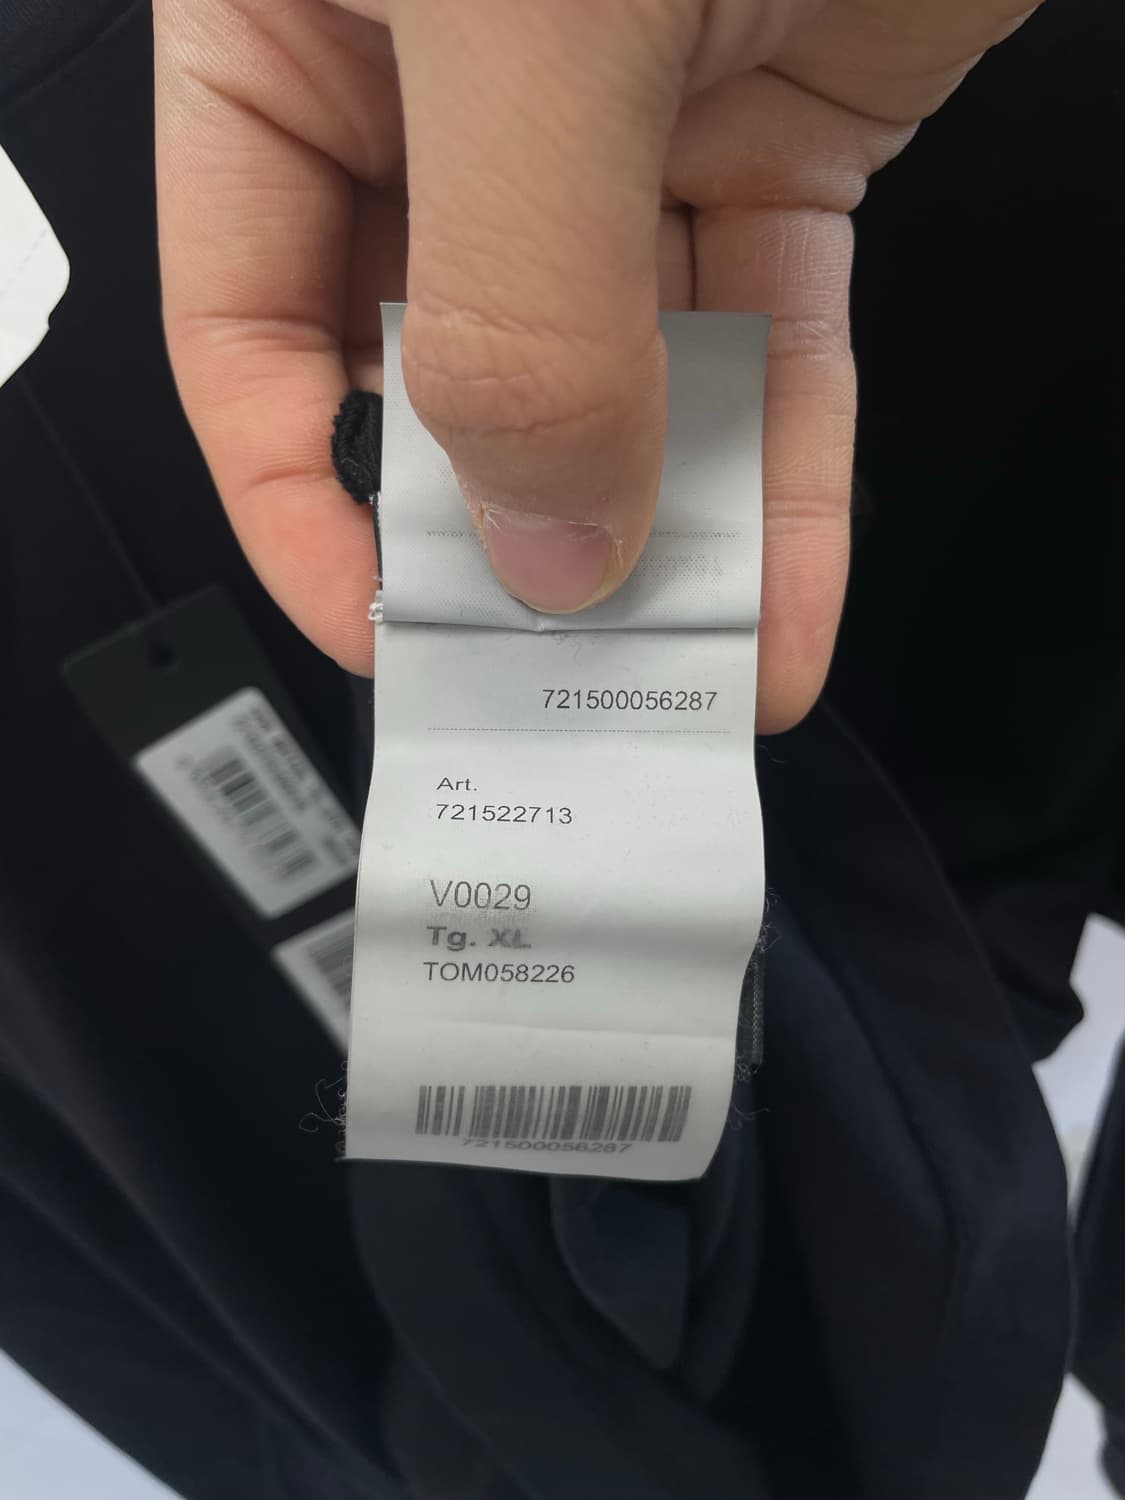 721500056287
Art.
721522713
V0029
Tg. XL
TOM058226
721500056287